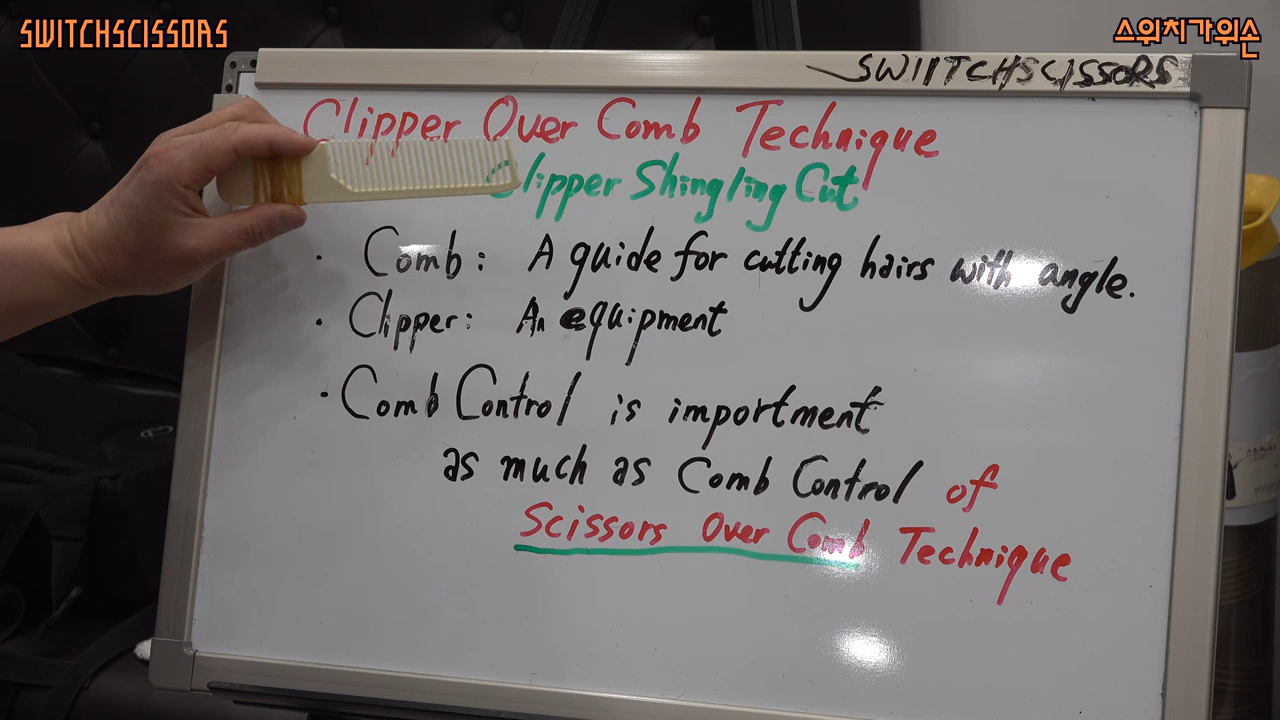 SWITCHSCISSORS
스위치가위손
SWIITCHSCISSORS
Clipper Over Comb Technique
Clipper Shingling Cut
· Comb : A guide for cutting hairs with angle.
· Clipper : An equipment
· Comb Control is importment
as much as Comb Control of
Scissors Over Comb Technique